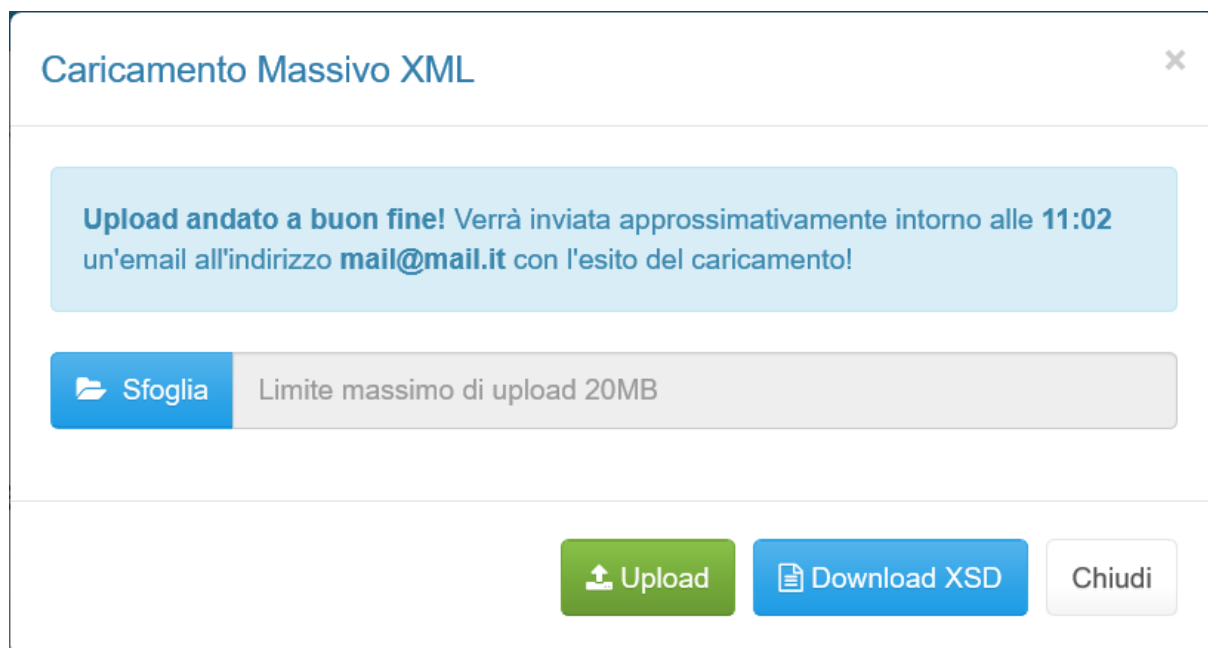 Caricamento Massivo XML
×
Upload andato a buon fine! Verrà inviata approssimativamente intorno alle 11:02
un'email all'indirizzo mail@mail.it con l'esito del caricamento!
Sfoglia Limite massimo di upload 20MB
Upload Download XSD Chiudi